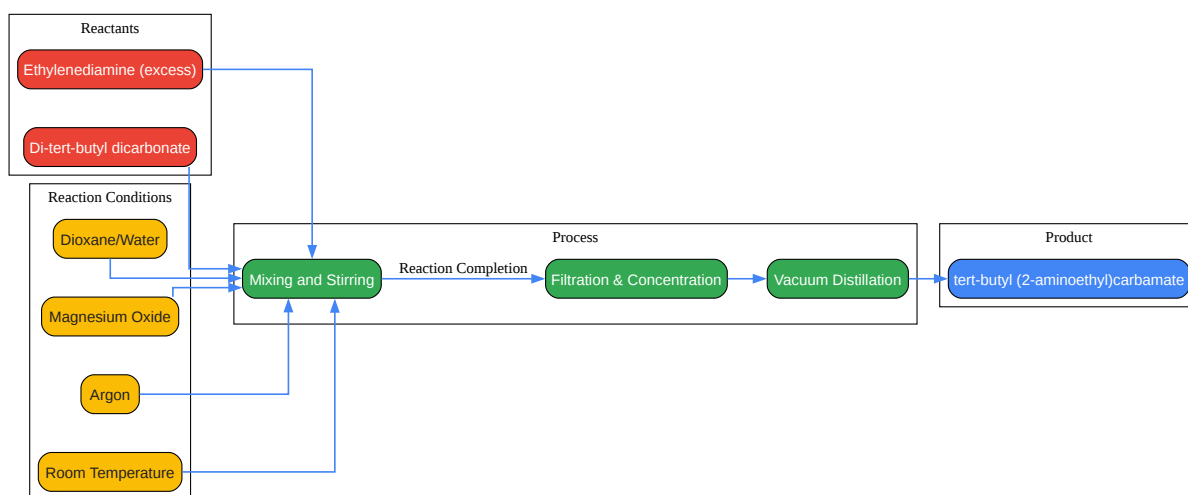 Reactants
Ethylenediamine (excess)
Di-tert-butyl dicarbonate
Reaction Conditions
Dioxane/Water
Magnesium Oxide
Argon
Room Temperature
Process
Mixing and Stirring
Reaction Completion
Filtration & Concentration
Vacuum Distillation
Product
tert-butyl (2-aminoethyl)carbamate